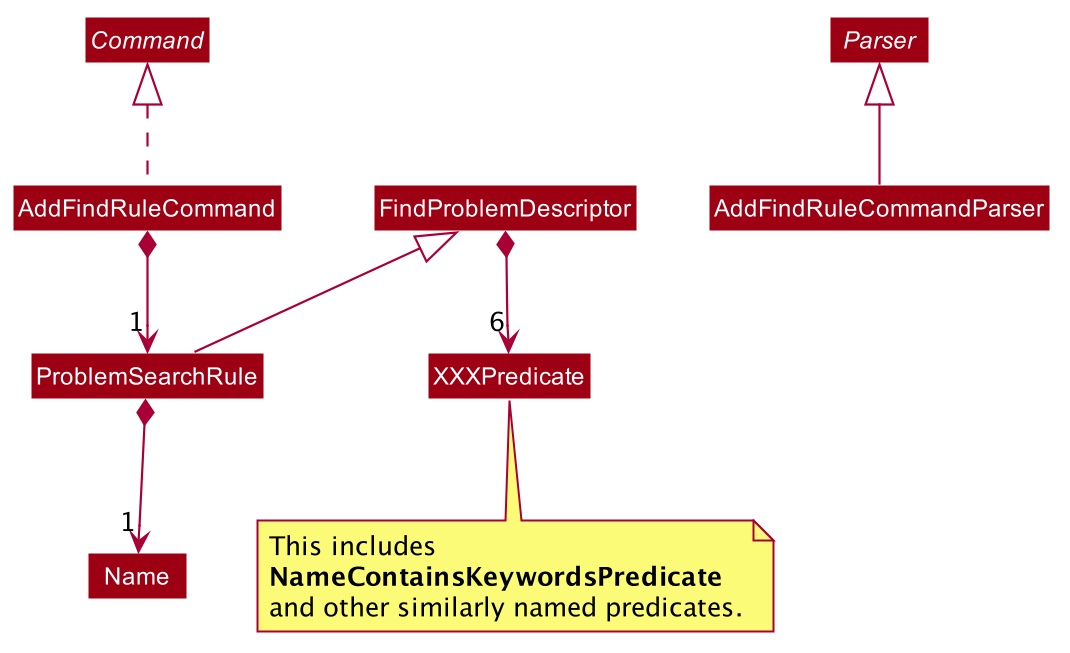 Command
Parser
AddFindRuleCommand
FindProblemDescriptor
AddFindRuleCommandParser
1
6
ProblemSearchRule
XXXPredicate
1
Name
This includes
NameContainsKeywordsPredicate
and other similarly named predicates.